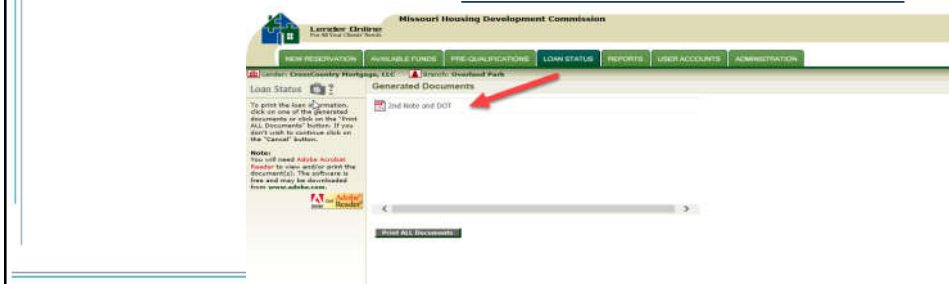 Missouri Housing Development Commission
Lender Online
For All Your Clients' Needs
NEW RESERVATION AVAILABLE FUNDS PRE-QUALIFICATIONS LOAN STATUS REPORTS USER ACCOUNTS ADMINISTRATION
Lender: CrossCountry Mortgage, LLC Branch: Overland Park
Loan Status ?
Generated Documents
To print the loan information,
click on one of the generated
documents or click on the "Print
ALL Documents" button. If you
don't wish to continue click on
the "Cancel" button.
2nd Note and DOT
Note:
You will need Adobe Acrobat
Reader to view and/or print the
document(s). The software is
free and may be downloaded
from www.adobe.com.
Get Adobe
Reader
Print ALL Documents